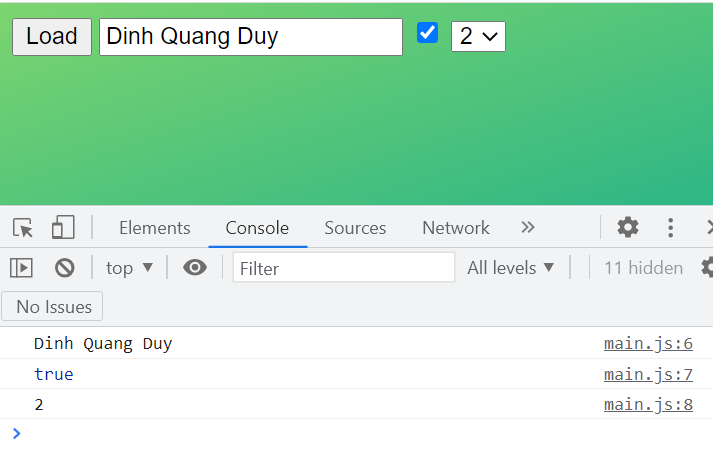 Load Dinh Quang Duy 2
Elements Console Sources Network
top Filter All levels 11 hidden
No Issues
Dinh Quang Duy main.js:6
true main.js:7
2 main.js:8